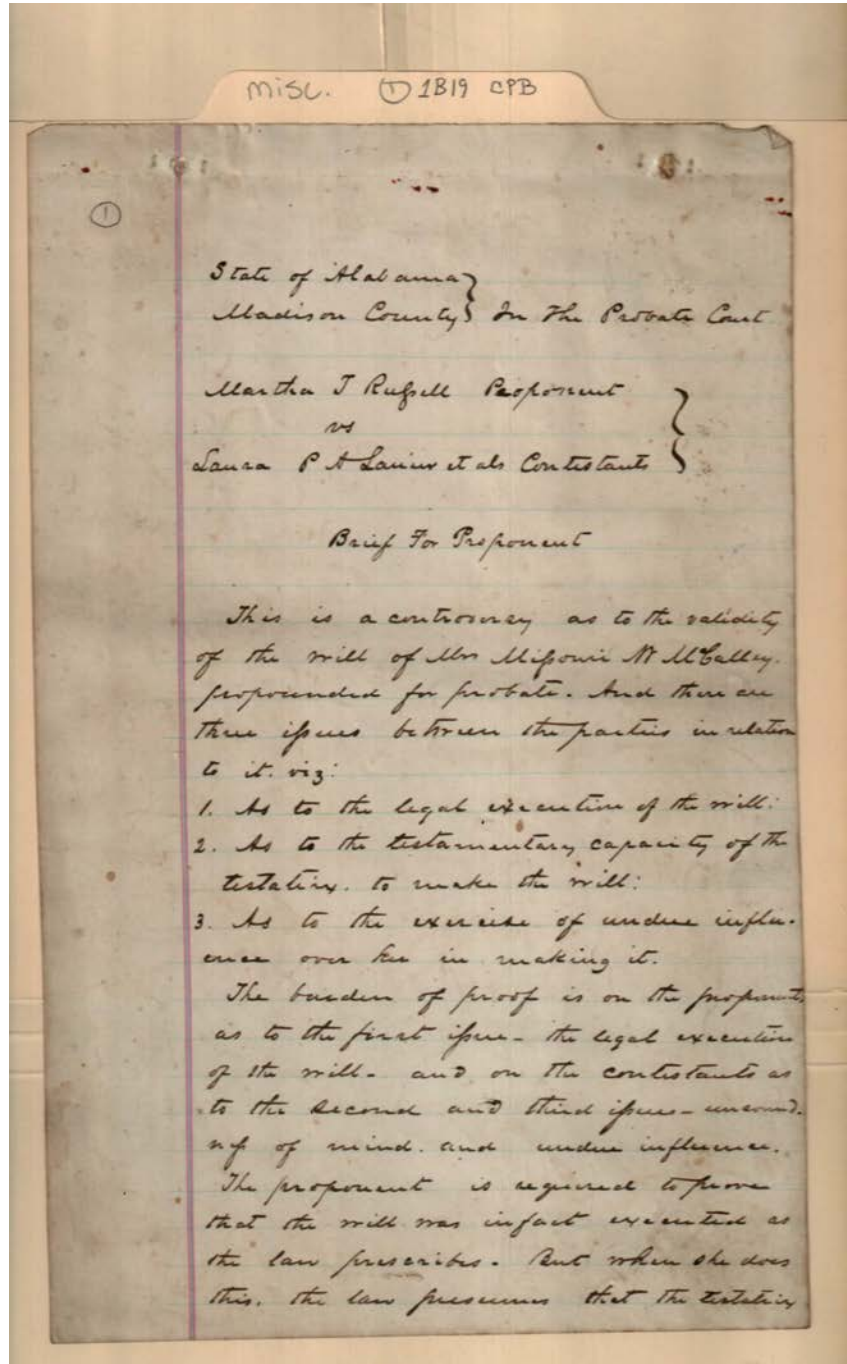 misc. ① 1B19 CPB
①
State of Alabama }
Madison County } In The Probate Court
Martha T Russell Proponent }
vs
Laura P A Lanier et als Contestants }
Brief For Proponent
This is a controversy as to the validity
of the will of Mrs Missouri McCalley.
propounded for probate. And there are
three issues between the parties in relation
to it. viz:
1. As to the legal execution of the will:
2. As to the testamentary capacity of the
testatrix. to make the will:
3. As to the exercise of undue influ-
ence over her in making it.
The burden of proof is on the proponent,
as to the first issue - the legal execution
of the will - and on the contestants as
to the second and third issues - unsound-
ness of mind. and undue influence.
The proponent is required to prove
that the will was in fact executed as
the law prescribes. But when she does
this. the law presumes that the testatrix